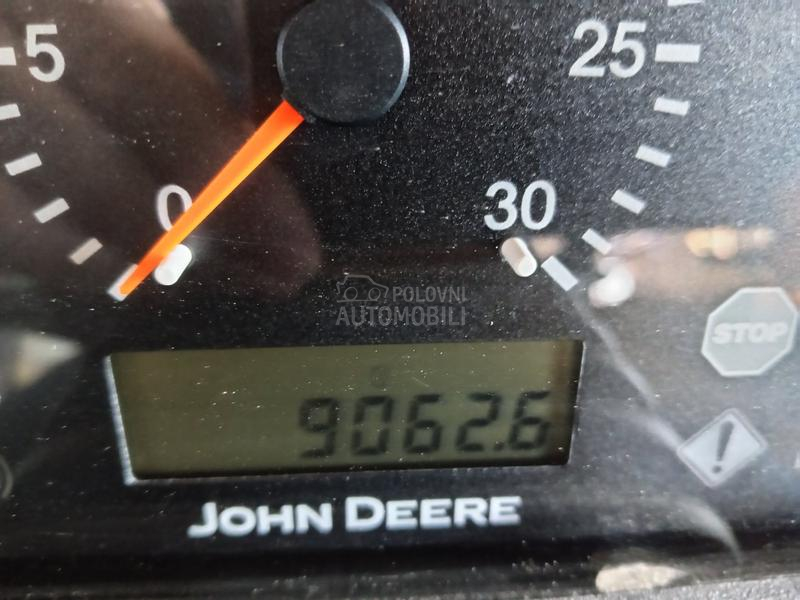 5
25
0
30
POLOVNI
AUTOMOBILI
STOP
9062.6
!
JOHN DEERE